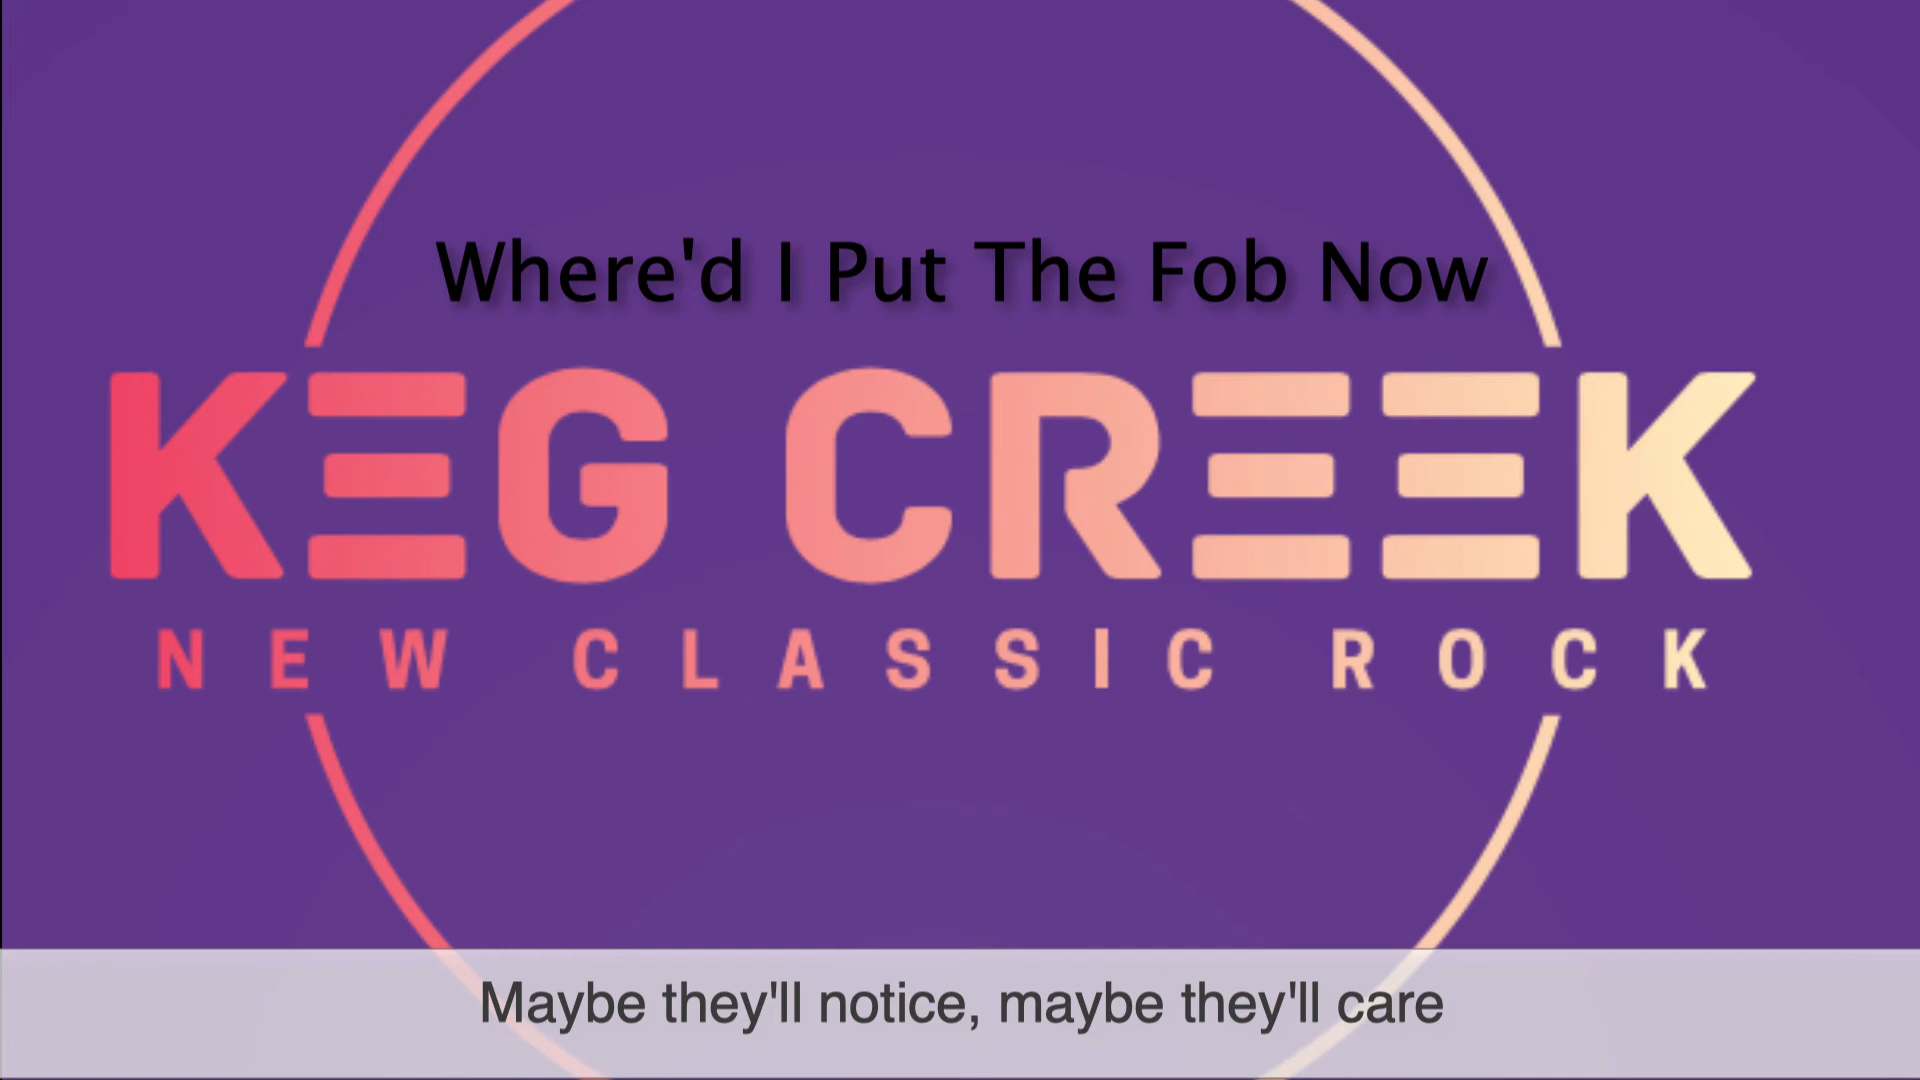 Where'd I Put The Fob Now
KEG CREEK
NEW CLASSIC ROCK
Maybe they'll notice, maybe they'll care